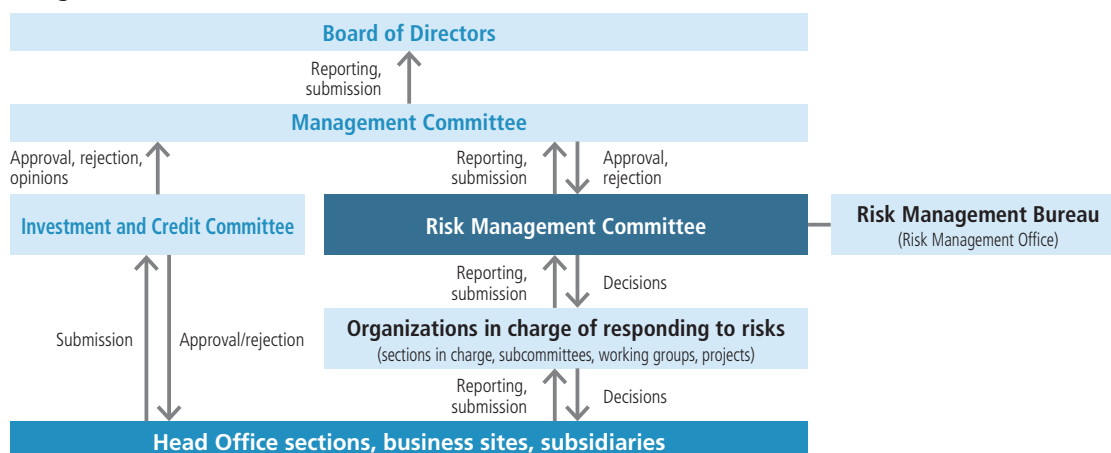 Board of Directors
Reporting,
submission
Management Committee
Approval, rejection,
opinions
Reporting,
submission
Approval,
rejection
Investment and Credit Committee
Risk Management Committee
Risk Management Bureau
(Risk Management Office)
Reporting,
submission
Decisions
Submission
Approval/rejection
Organizations in charge of responding to risks
(sections in charge, subcommittees, working groups, projects)
Reporting,
submission
Decisions
Head Office sections, business sites, subsidiaries